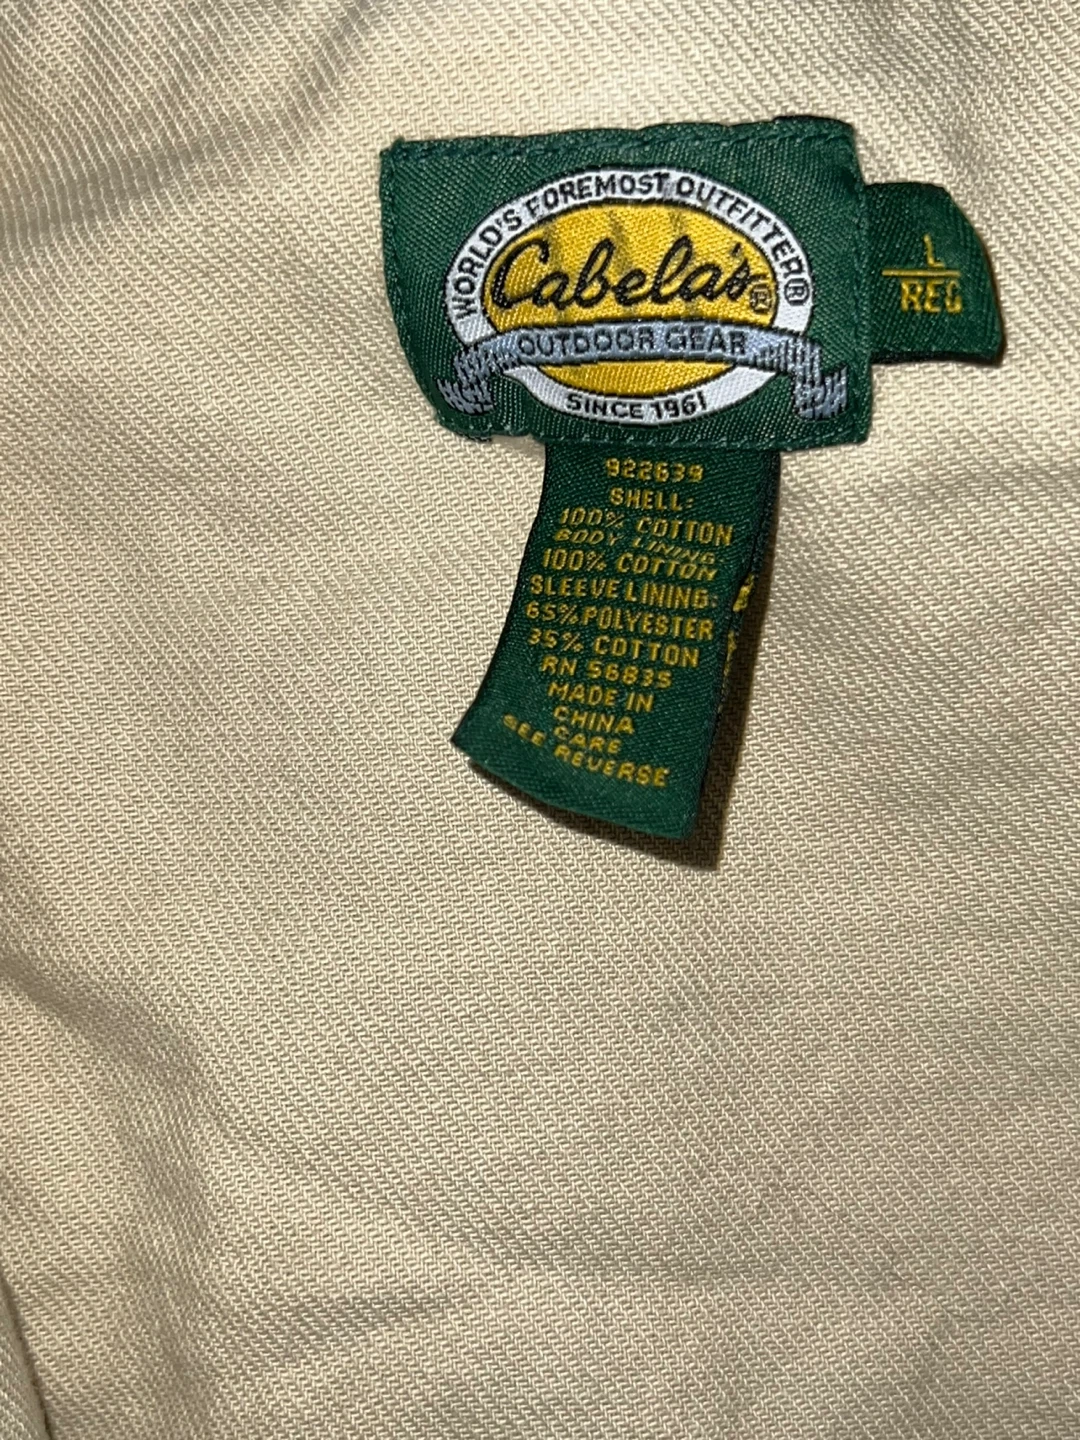 WORLD'S FOREMOST OUTFITTER®
Cabela's®
OUTDOOR GEAR
SINCE 1961
L
REG
922639
SHELL:
100% COTTON
BODY LINING
100% COTTON
SLEEVE LINING:
65% POLYESTER
35% COTTON
RN 56835
MADE IN
CHINA
CARE
SEE REVERSE